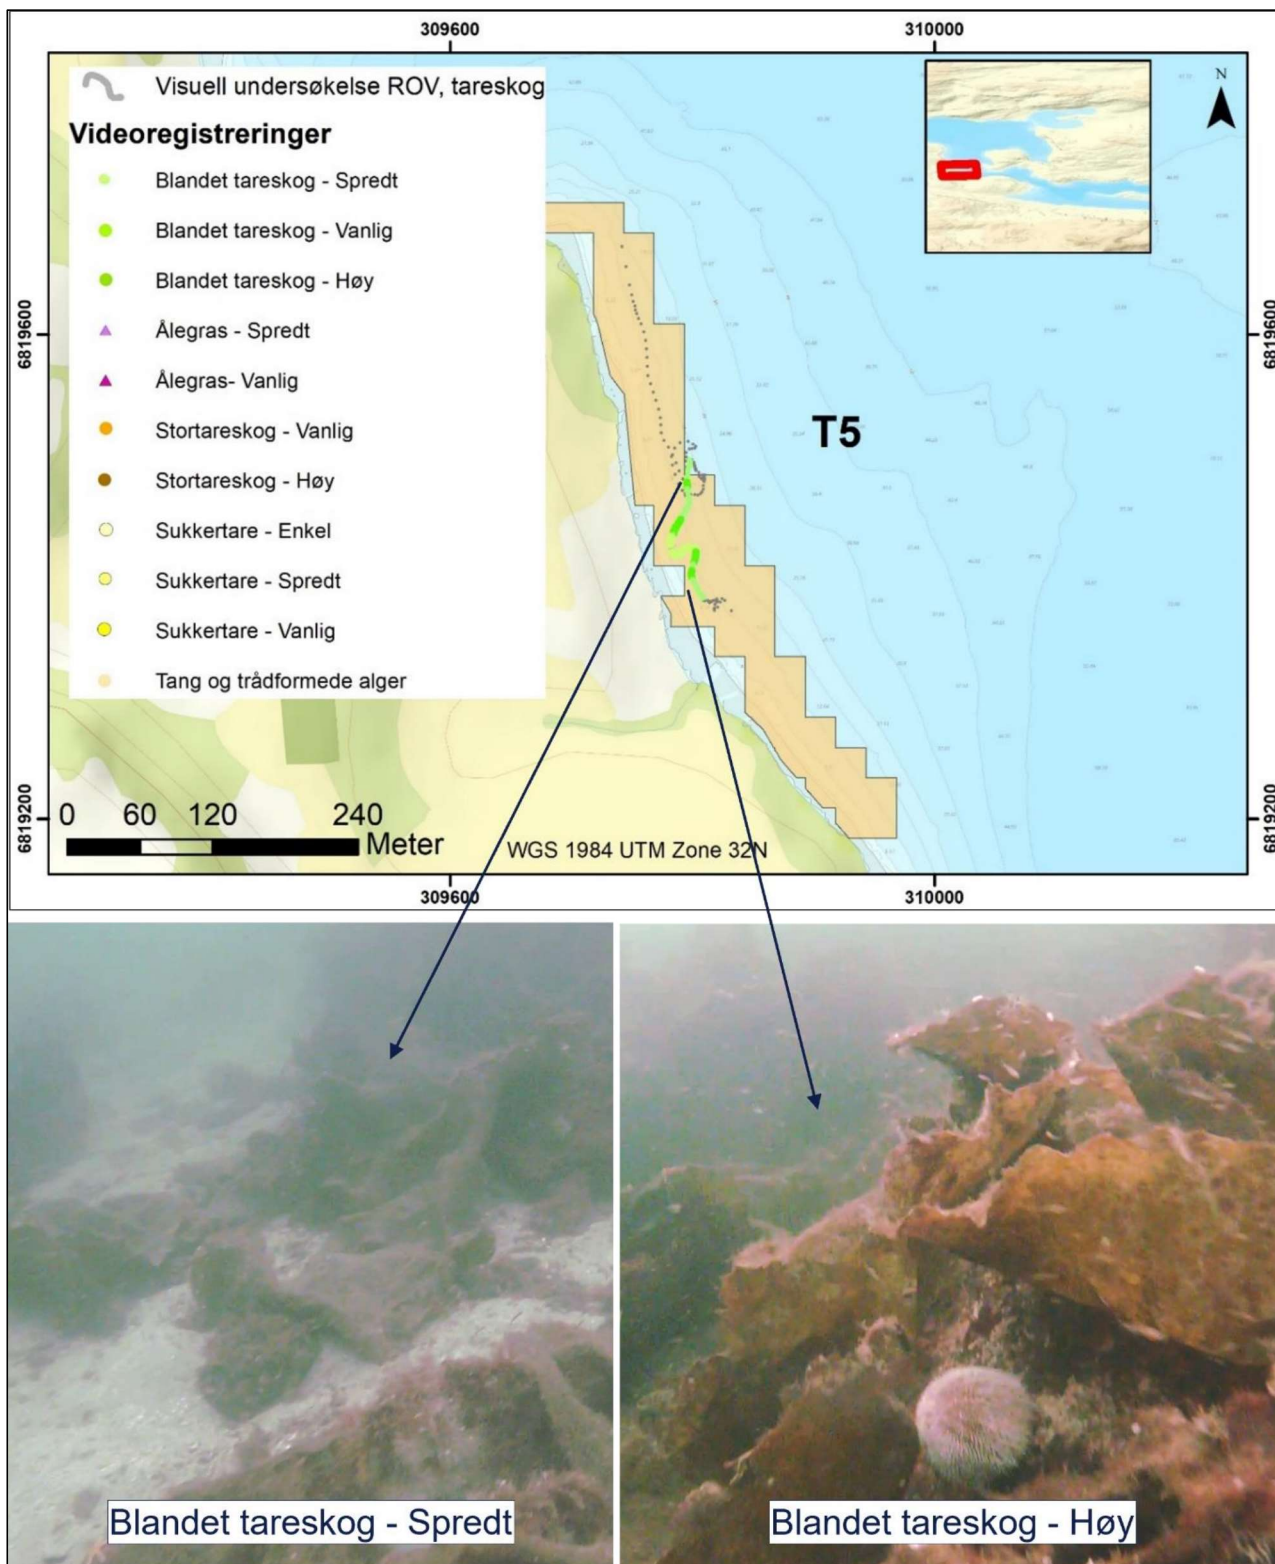 309600
310000
Visuell undersøkelse ROV, tareskog
N
Videoregistreringer
Blandet tareskog - Spredt
Blandet tareskog - Vanlig
Blandet tareskog - Høy
Ålegras - Spredt
Ålegras- Vanlig
Stortareskog - Vanlig
Stortareskog - Høy
Sukkertare - Enkel
Sukkertare - Spredt
Sukkertare - Vanlig
Tang og trådformede alger
6819600
6819600
T5
6819200
6819200
0 60 120 240
Meter
WGS 1984 UTM Zone 32N
309600
310000
Blandet tareskog - Spredt
Blandet tareskog - Høy